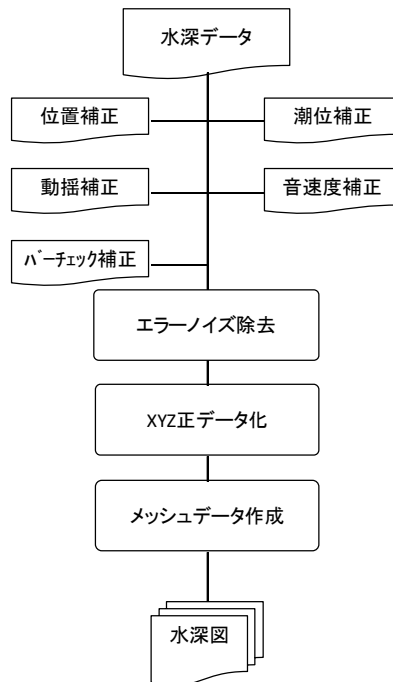 水深データ
位置補正
潮位補正
動揺補正
音速度補正
バーチェック補正
エラーノイズ除去
XYZ正データ化
メッシュデータ作成
水深図